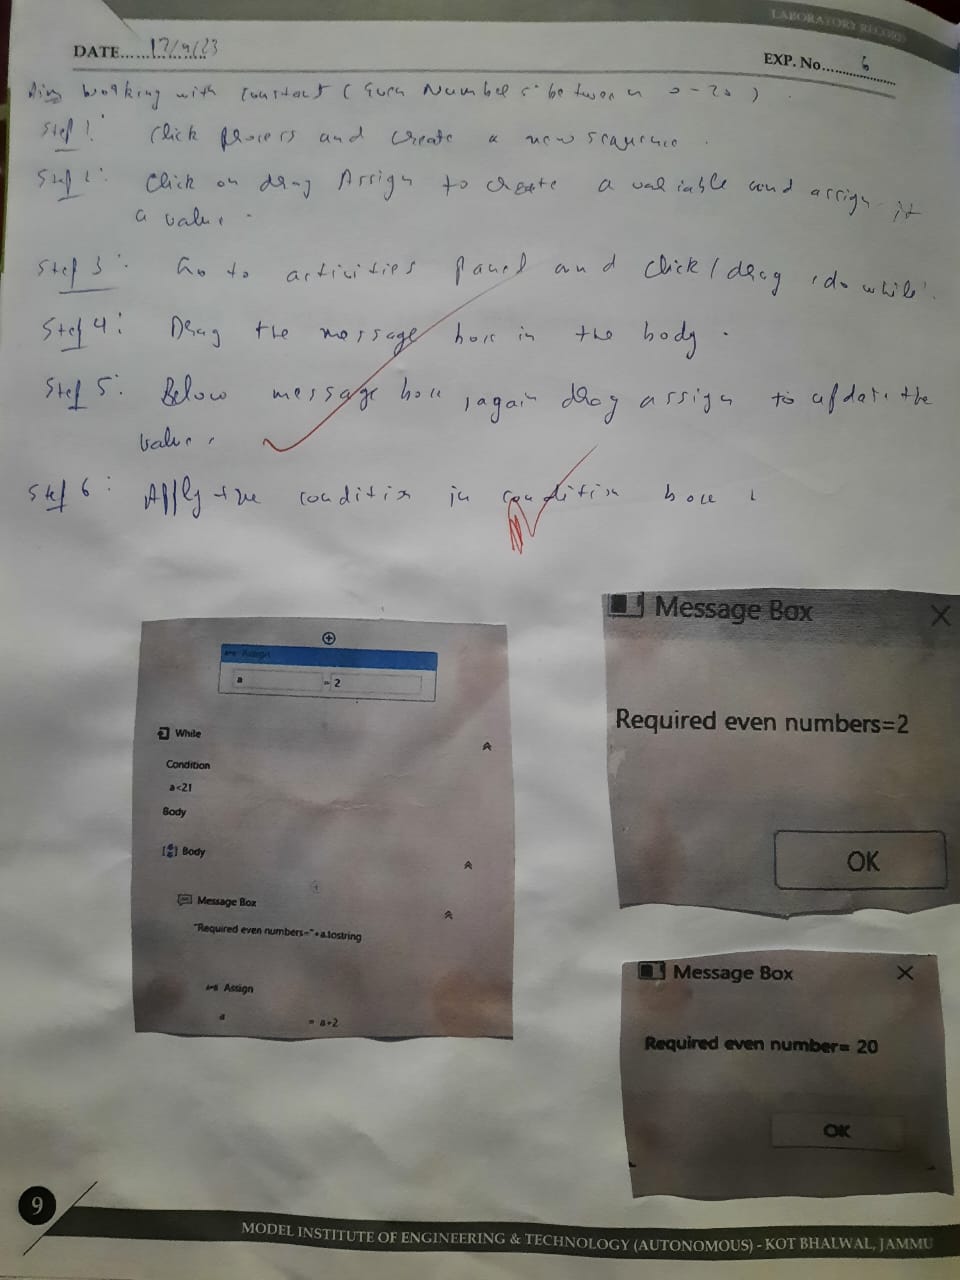 LABORATORY RECORD
DATE...... 12/9/23
EXP. No...... 6
Aim working with constact ( Even Numbers between 0-20 )
Step 1: Click process and create a new sequence.
Step 2: Click on drag Assign to create a variable and assign it
a value.
Step 3: Go to activities panel and click/drag 'do while'.
Step 4: Drag the message box in the body.
Step 5: Below message box, again drag assign to update the
value.
Step 6: Apply the condition in condition box
Assign
a = 2
While
Condition
a<21
Body
Body
Message Box
"Required even numbers="+a.tostring
Assign
a = a+2
Message Box
Required even numbers=2
OK
Message Box
Required even number= 20
OK
9
MODEL INSTITUTE OF ENGINEERING & TECHNOLOGY (AUTONOMOUS) - KOT BHALWAL, JAMMU